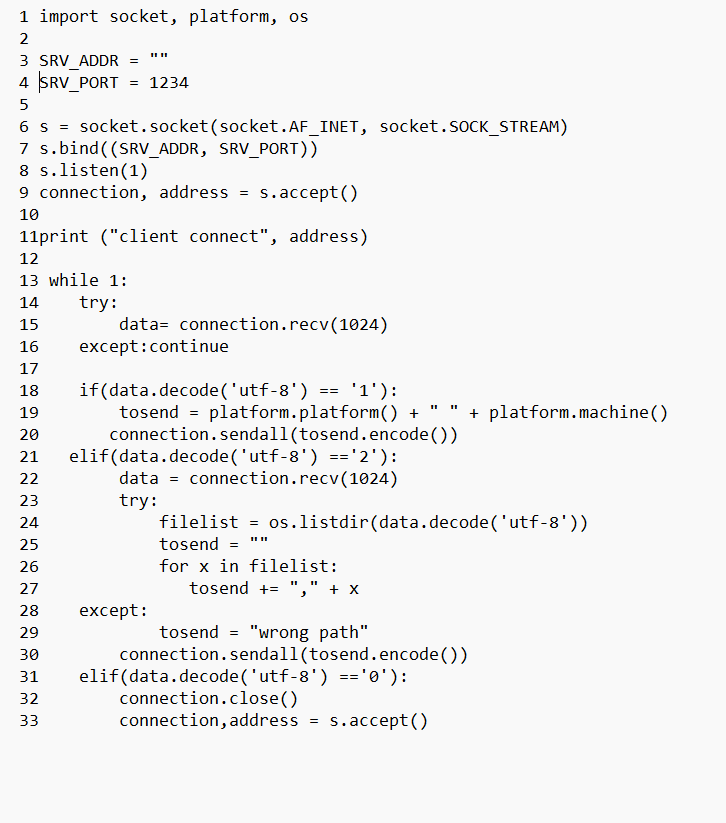 1 import socket, platform, os
2
3 SRV_ADDR = ""
4 SRV_PORT = 1234
5
6 s = socket.socket(socket.AF_INET, socket.SOCK_STREAM)
7 s.bind((SRV_ADDR, SRV_PORT))
8 s.listen(1)
9 connection, address = s.accept()
10
11print ("client connect", address)
12
13 while 1:
14    try:
15        data= connection.recv(1024)
16    except:continue
17
18    if(data.decode('utf-8') == '1'):
19        tosend = platform.platform() + " " + platform.machine()
20       connection.sendall(tosend.encode())
21   elif(data.decode('utf-8') =='2'):
22        data = connection.recv(1024)
23        try:
24            filelist = os.listdir(data.decode('utf-8'))
25            tosend = ""
26            for x in filelist:
27               tosend += "," + x
28    except:
29            tosend = "wrong path"
30        connection.sendall(tosend.encode())
31    elif(data.decode('utf-8') =='0'):
32        connection.close()
33        connection,address = s.accept()